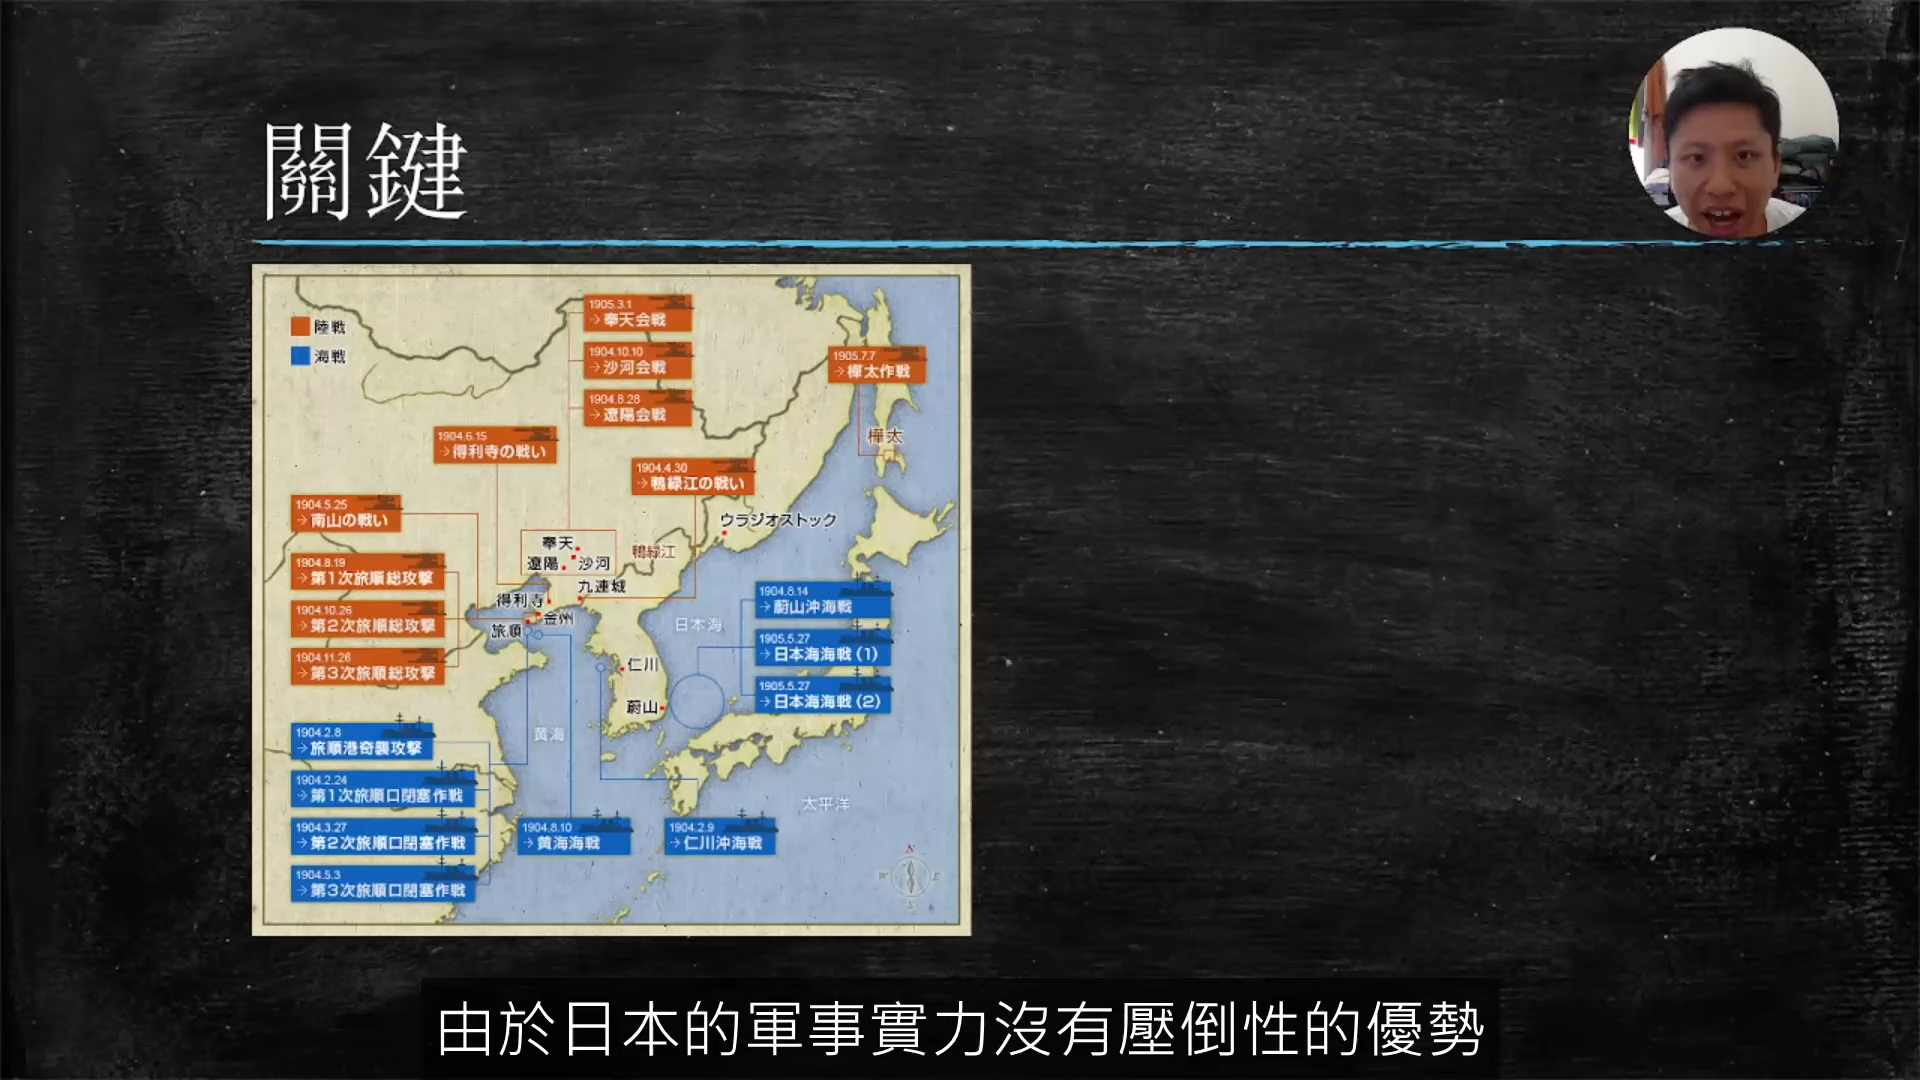 關鍵
陸戦
海戦
1905.3.1
→奉天会戦
1904.10.10
→沙河会戦
1904.8.28
→遼陽会戦
1905.7.7
→樺太作戦
樺太
1904.6.15
→得利寺の戦い
1904.4.30
→鴨緑江の戦い
1904.5.25
→南山の戦い
ウラジオストック
奉天
遼陽
沙河
鴨緑江
九連城
得利寺
金州
旅順
1904.8.19
→第1次旅順総攻撃
1904.10.26
→第2次旅順総攻撃
1904.11.26
→第3次旅順総攻撃
日本海
仁川
蔚山
黄海
太平洋
1904.8.14
→蔚山沖海戦
1905.5.27
→日本海海戦(1)
1905.5.27
→日本海海戦(2)
1904.2.8
→旅順港奇襲攻撃
1904.2.24
→第1次旅順口閉塞作戦
1904.3.27
→第2次旅順口閉塞作戦
1904.5.3
→第3次旅順口閉塞作戦
1904.8.10
→黄海海戦
1904.2.9
→仁川沖海戦
N
W
E
S
由於日本的軍事實力沒有壓倒性的優勢